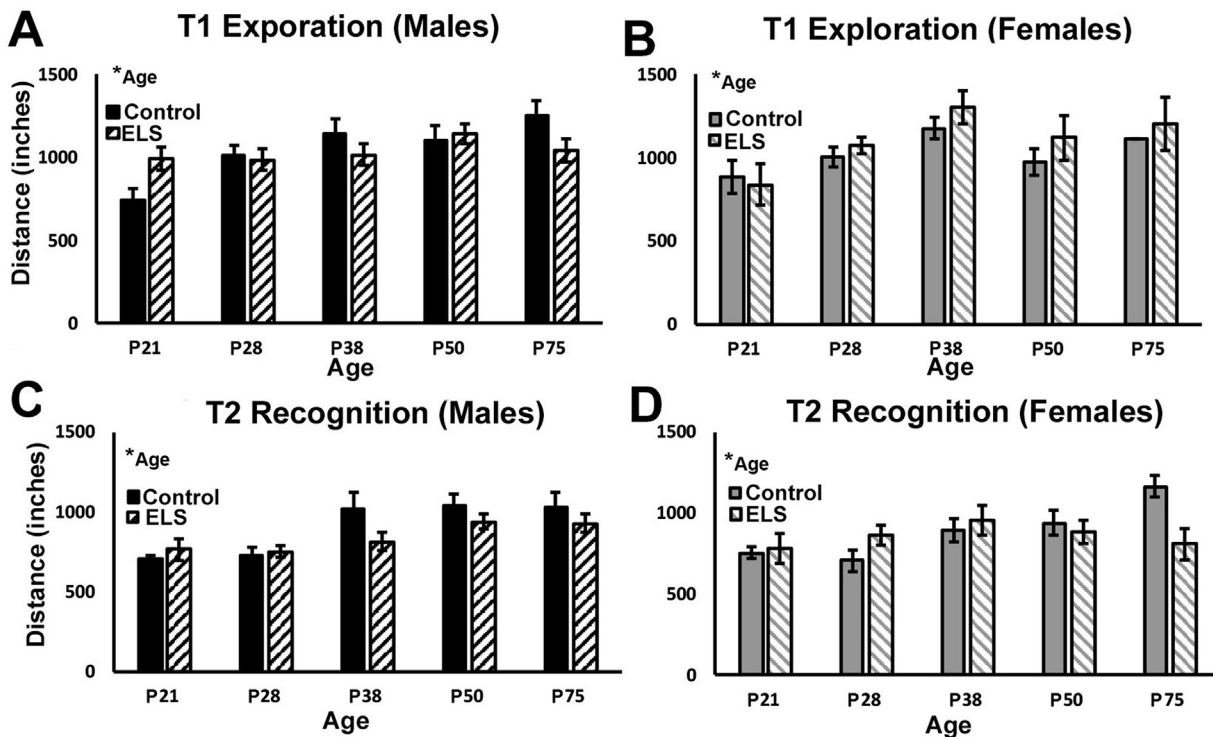 A
T1 Exporation (Males)
Distance (inches)
1500
1000
500
0
*Age
Control
ELS
P21 P28 P38 P50 P75
Age
B
T1 Exploration (Females)
1500
1000
500
0
*Age
Control
ELS
P21 P28 P38 P50 P75
Age
C
T2 Recognition (Males)
Distance (inches)
1500
1000
500
0
*Age
Control
ELS
P21 P28 P38 P50 P75
Age
D
T2 Recognition (Females)
1500
1000
500
0
*Age
Control
ELS
P21 P28 P38 P50 P75
Age